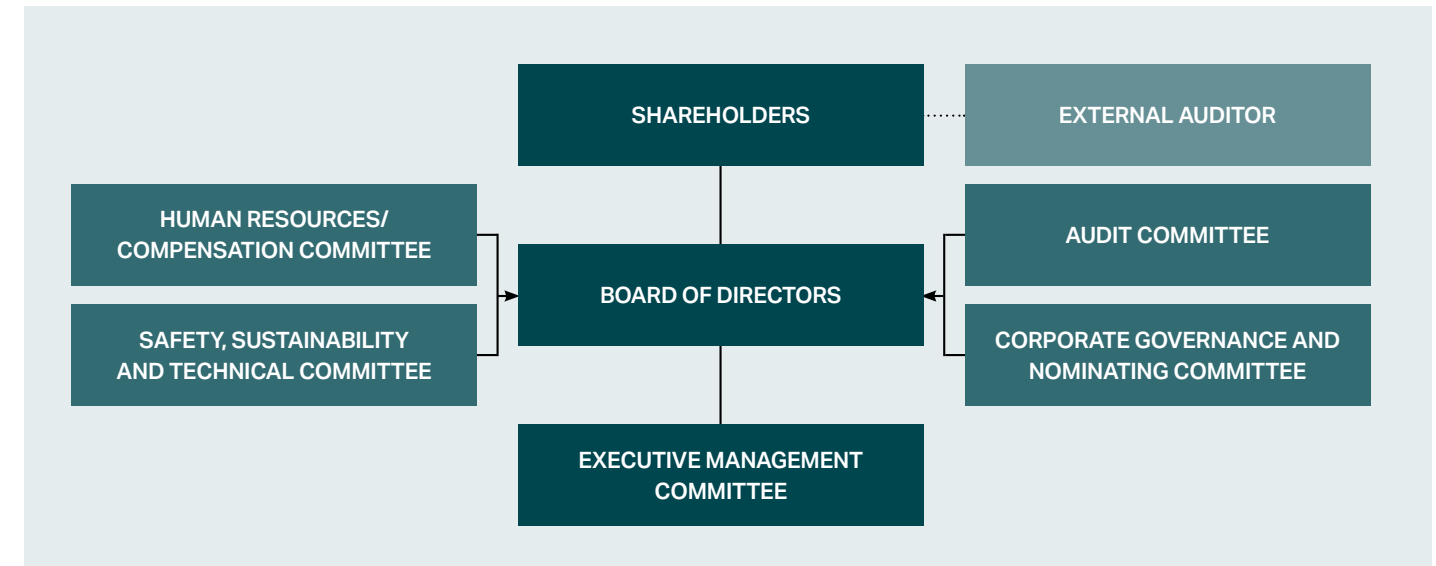 SHAREHOLDERS
EXTERNAL AUDITOR
HUMAN RESOURCES/
COMPENSATION COMMITTEE
AUDIT COMMITTEE
BOARD OF DIRECTORS
SAFETY, SUSTAINABILITY
AND TECHNICAL COMMITTEE
CORPORATE GOVERNANCE AND
NOMINATING COMMITTEE
EXECUTIVE MANAGEMENT
COMMITTEE